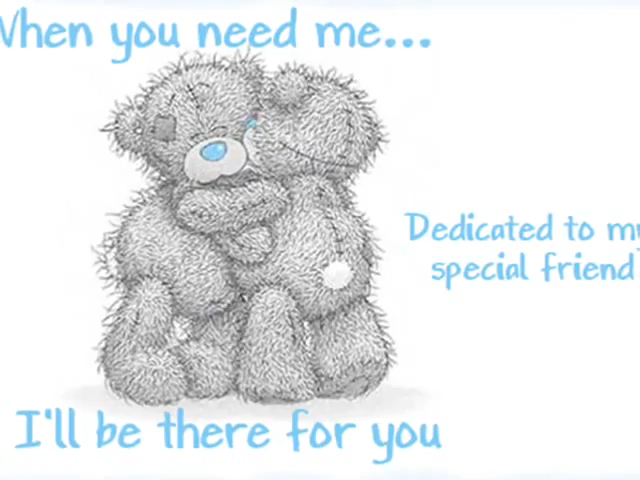 When you need me...
Dedicated to my
special friend
I'll be there for you